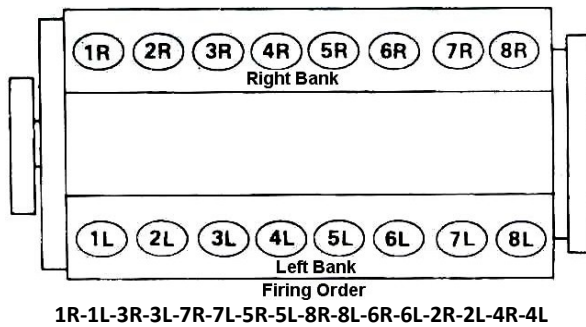 1R 2R 3R 4R 5R 6R 7R 8R
Right Bank
1L 2L 3L 4L 5L 6L 7L 8L
Left Bank
Firing Order
1R-1L-3R-3L-7R-7L-5R-5L-8R-8L-6R-6L-2R-2L-4R-4L